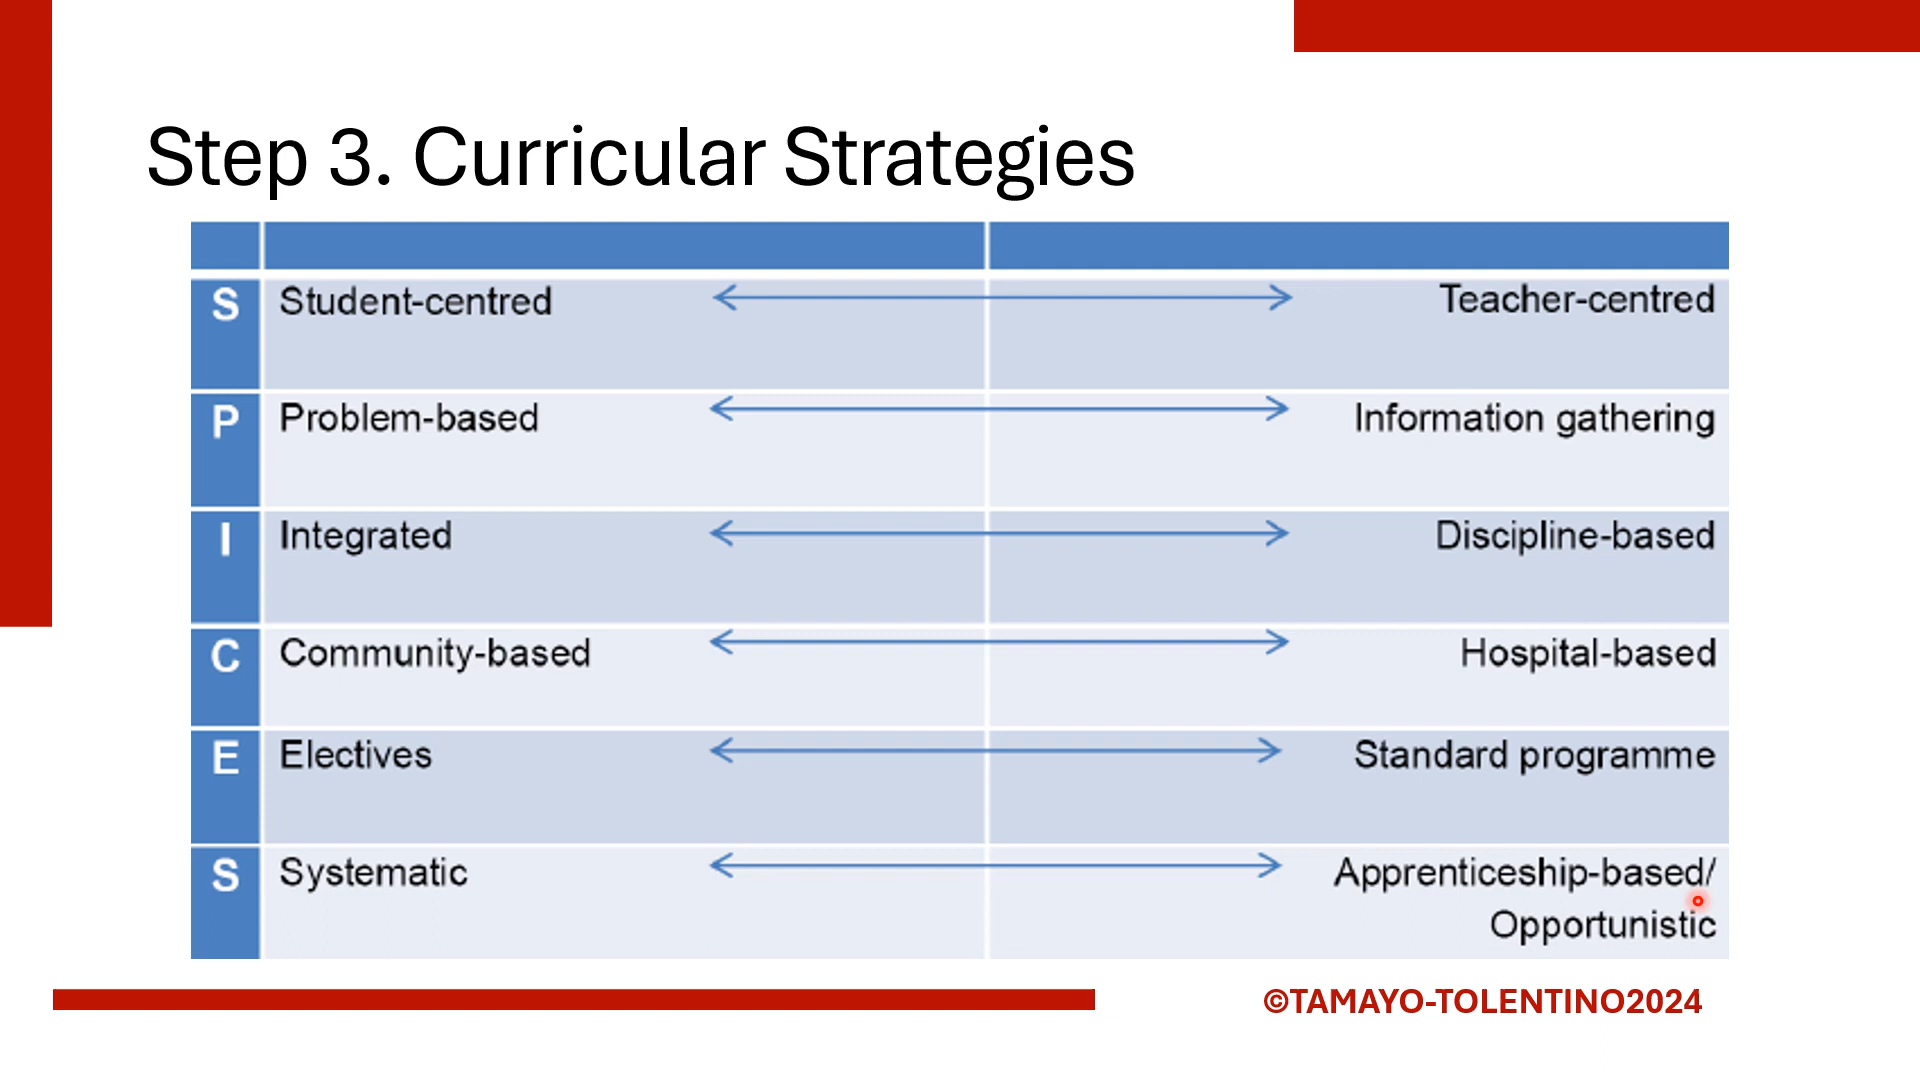 Step 3. Curricular Strategies
S Student-centred Teacher-centred
P Problem-based Information gathering
I Integrated Discipline-based
C Community-based Hospital-based
E Electives Standard programme
S Systematic Apprenticeship-based/
Opportunistic
©TAMAYO-TOLENTINO2024